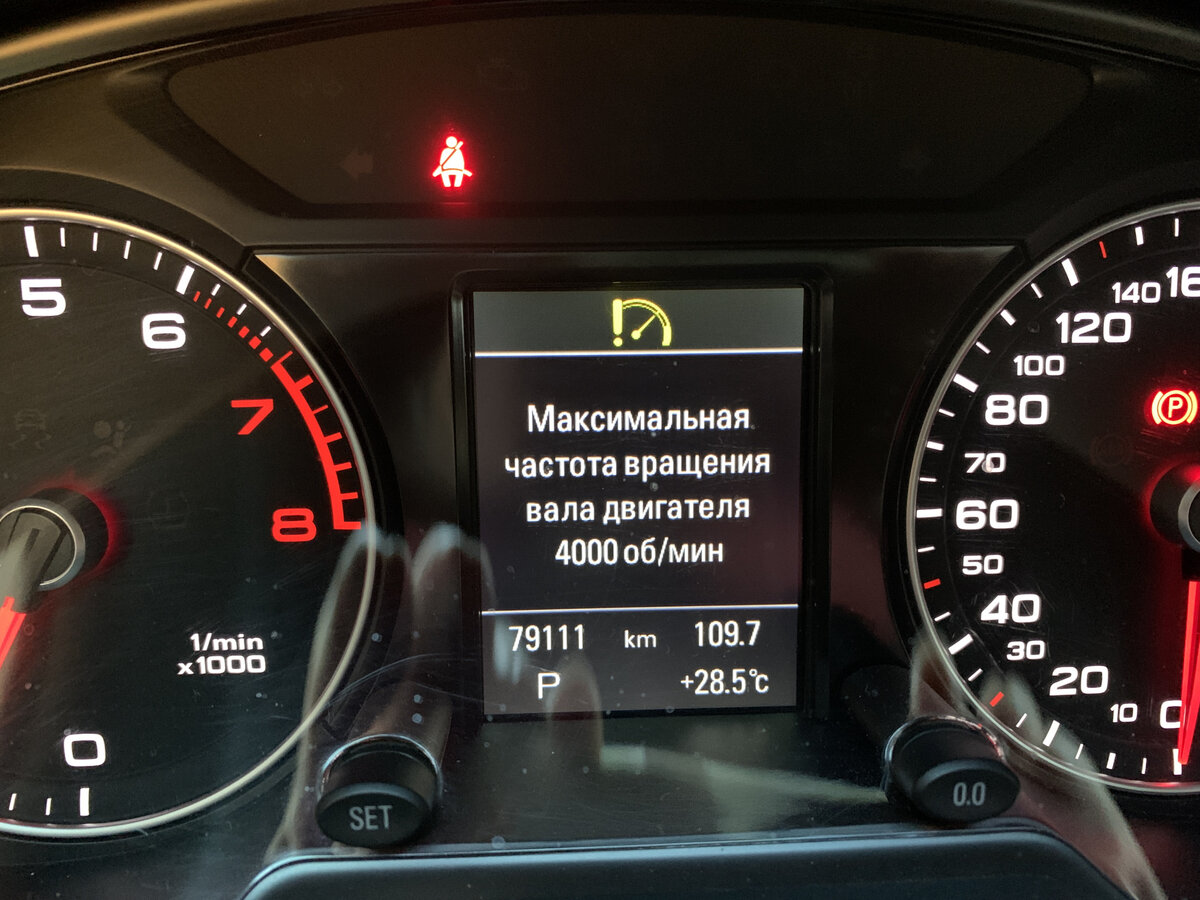 5
6
7
8
1/min
x1000
0
SET
Максимальная
частота вращения
вала двигателя
4000 об/мин
79111 km 109.7
P +28.5°c
140
120
100
80
70
60
50
40
30
20
10
0
(P)
0.0